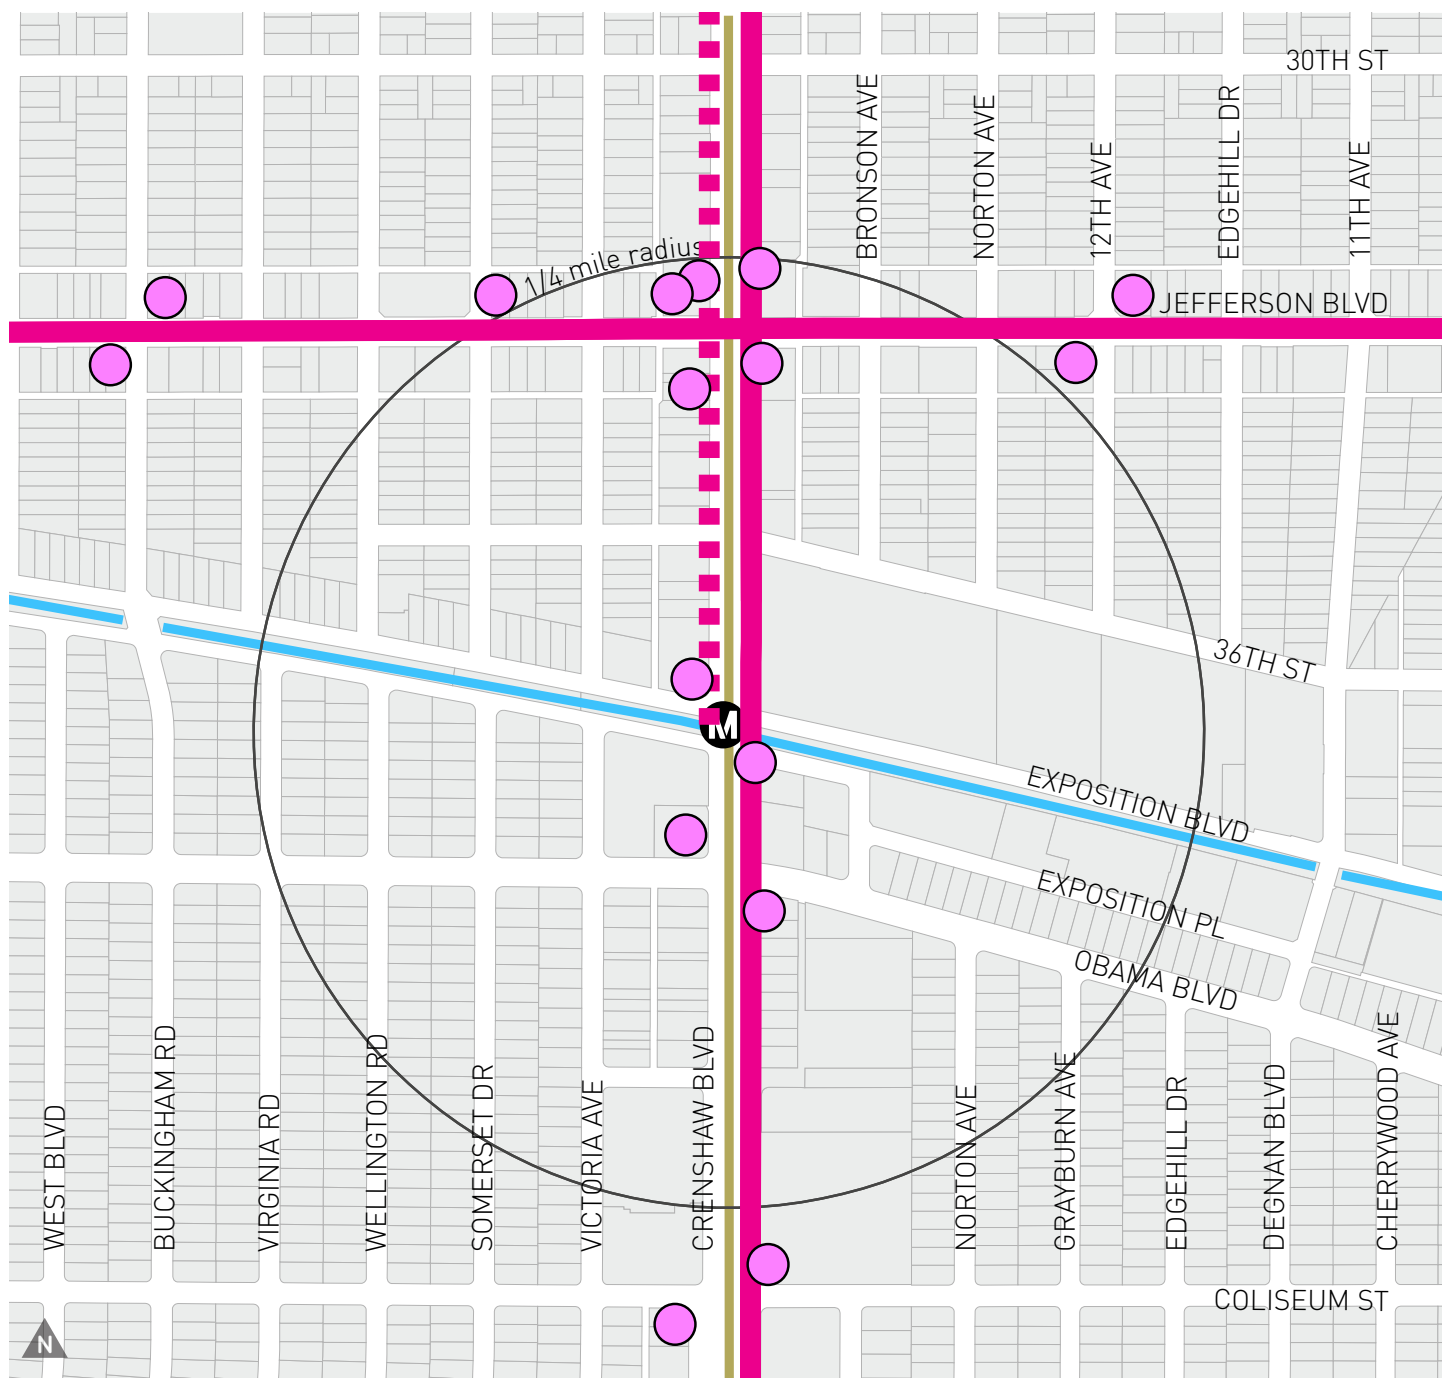 30TH ST
BRONSON AVE
NORTON AVE
12TH AVE
EDGEHILL DR
11TH AVE
1/4 mile radius
JEFFERSON BLVD
36TH ST
M
EXPOSITION BLVD
EXPOSITION PL
OBAMA BLVD
WEST BLVD
BUCKINGHAM RD
VIRGINIA RD
WELLINGTON RD
SOMERSET DR
VICTORIA AVE
CRENSHAW BLVD
NORTON AVE
GRAYBURN AVE
EDGEHILL DR
DEGNAN BLVD
CHERRYWOOD AVE
COLISEUM ST
N